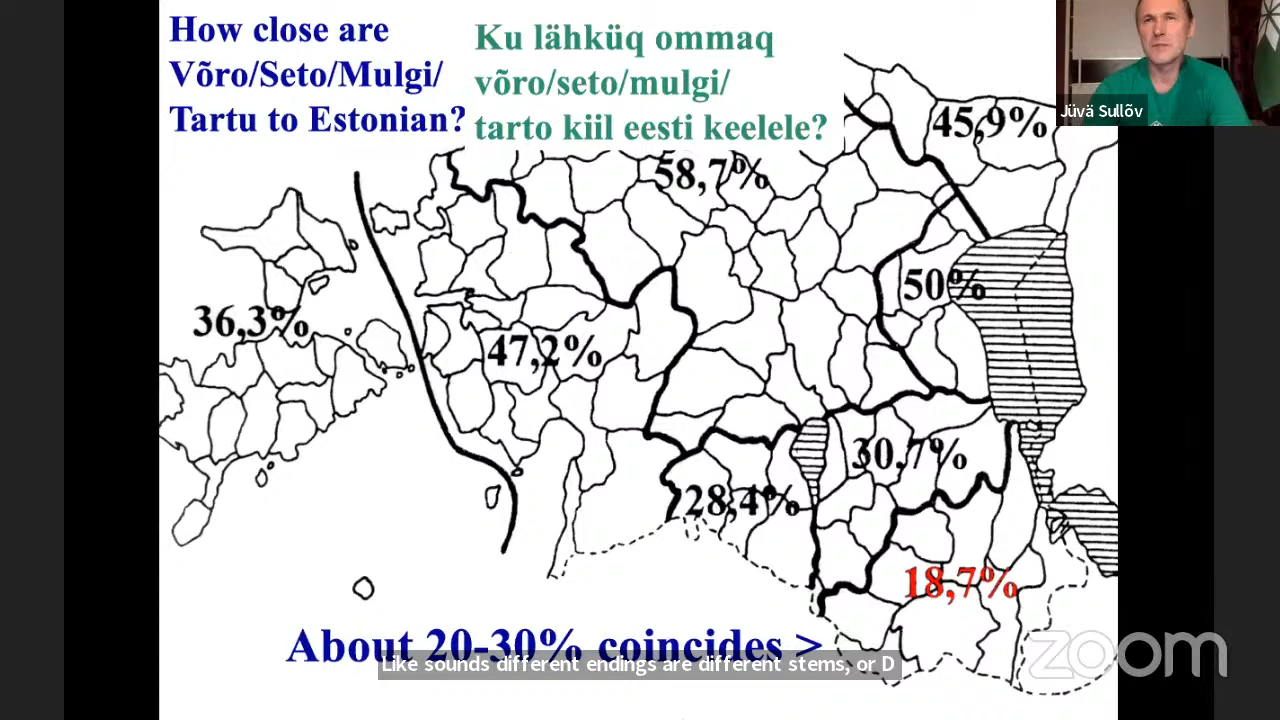 How close are
Võro/Seto/Mulgi/
Tartu to Estonian?
Ku lähküq ommaq
võro/seto/mulgi/
tarto kiil eesti keelele?
Jüvä Sullõv
45,9%
58,7%
50%
36,3%
47,2%
30,7%
28,4%
18,7%
About 20-30% coincides >
Like sounds different endings are different stems, or D
zoom